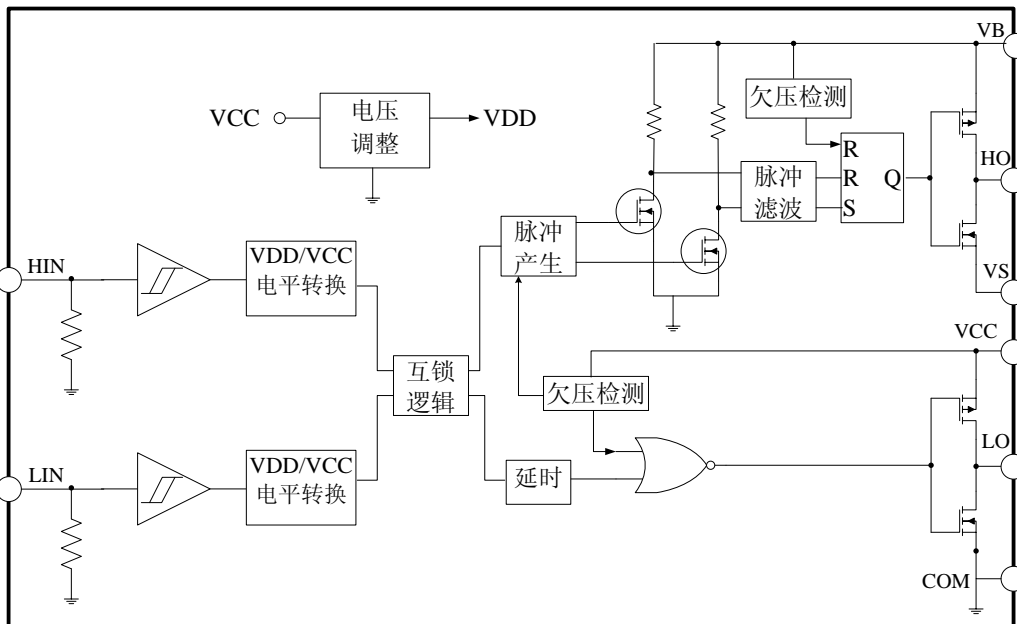 VB
欠压检测
VCC
电压
调整
VDD
R
R
S
Q
HO
脉冲
滤波
脉冲
产生
HIN
VDD/VCC
电平转换
VS
VCC
互锁
逻辑
欠压检测
LIN
VDD/VCC
电平转换
延时
LO
COM